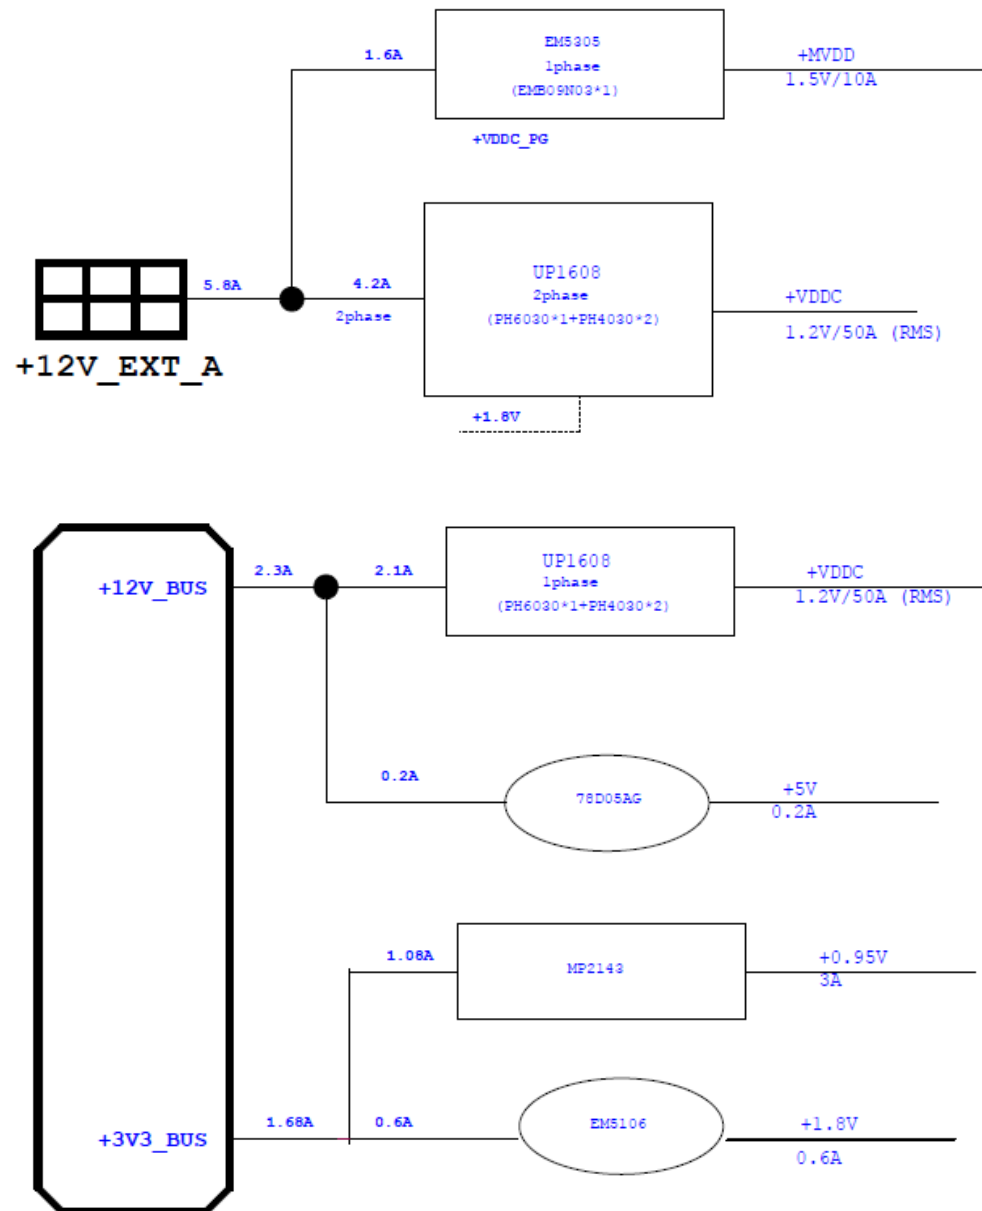 1.6A
EM5305
1phase
(EMB09N03*1)
+MVDD
1.5V/10A
+VDDC_PG
5.8A
+12V_EXT_A
4.2A
2phase
UP1608
2phase
(PH6030*1+PH4030*2)
+VDDC
1.2V/50A (RMS)
+1.8V
+12V_BUS
2.3A
2.1A
UP1608
1phase
(PH6030*1+PH4030*2)
+VDDC
1.2V/50A (RMS)
0.2A
78D05AG
+5V
0.2A
1.08A
MP2143
+0.95V
3A
+3V3_BUS
1.68A
0.6A
EM5106
+1.8V
0.6A